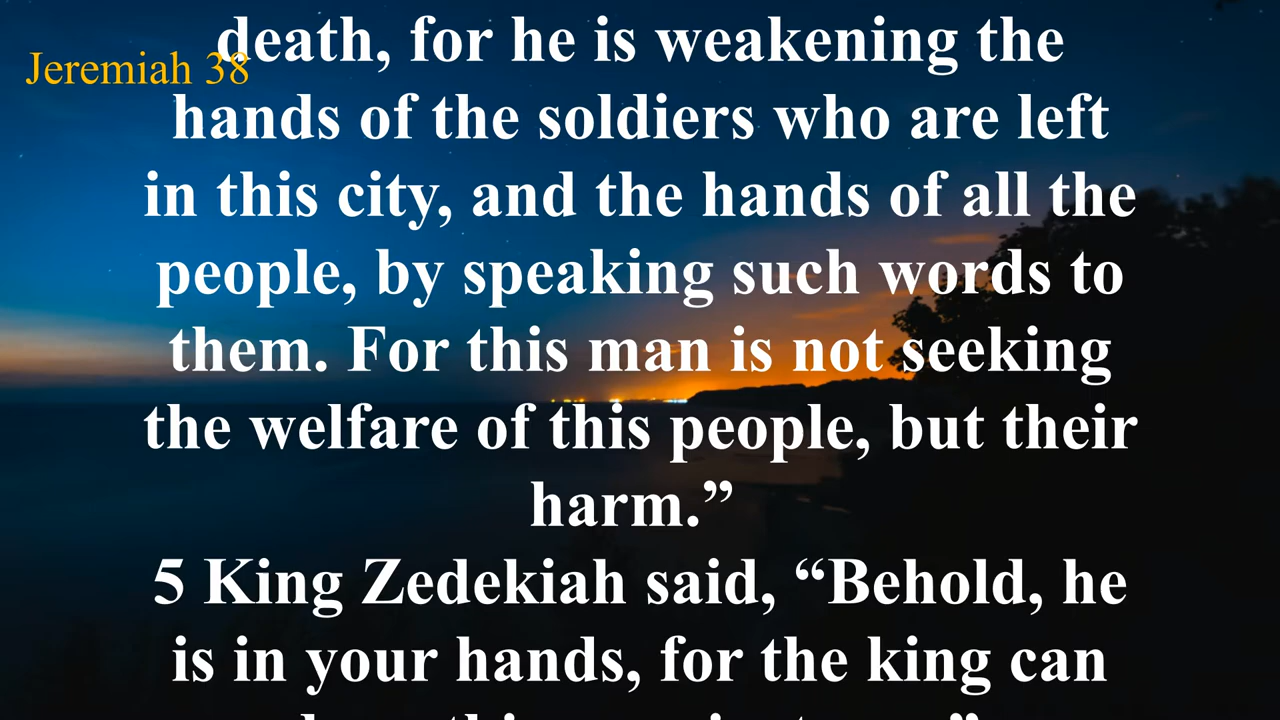 Jeremiah 38
death, for he is weakening the
hands of the soldiers who are left
in this city, and the hands of all the
people, by speaking such words to
them. For this man is not seeking
the welfare of this people, but their
harm.”
5 King Zedekiah said, “Behold, he
is in your hands, for the king can